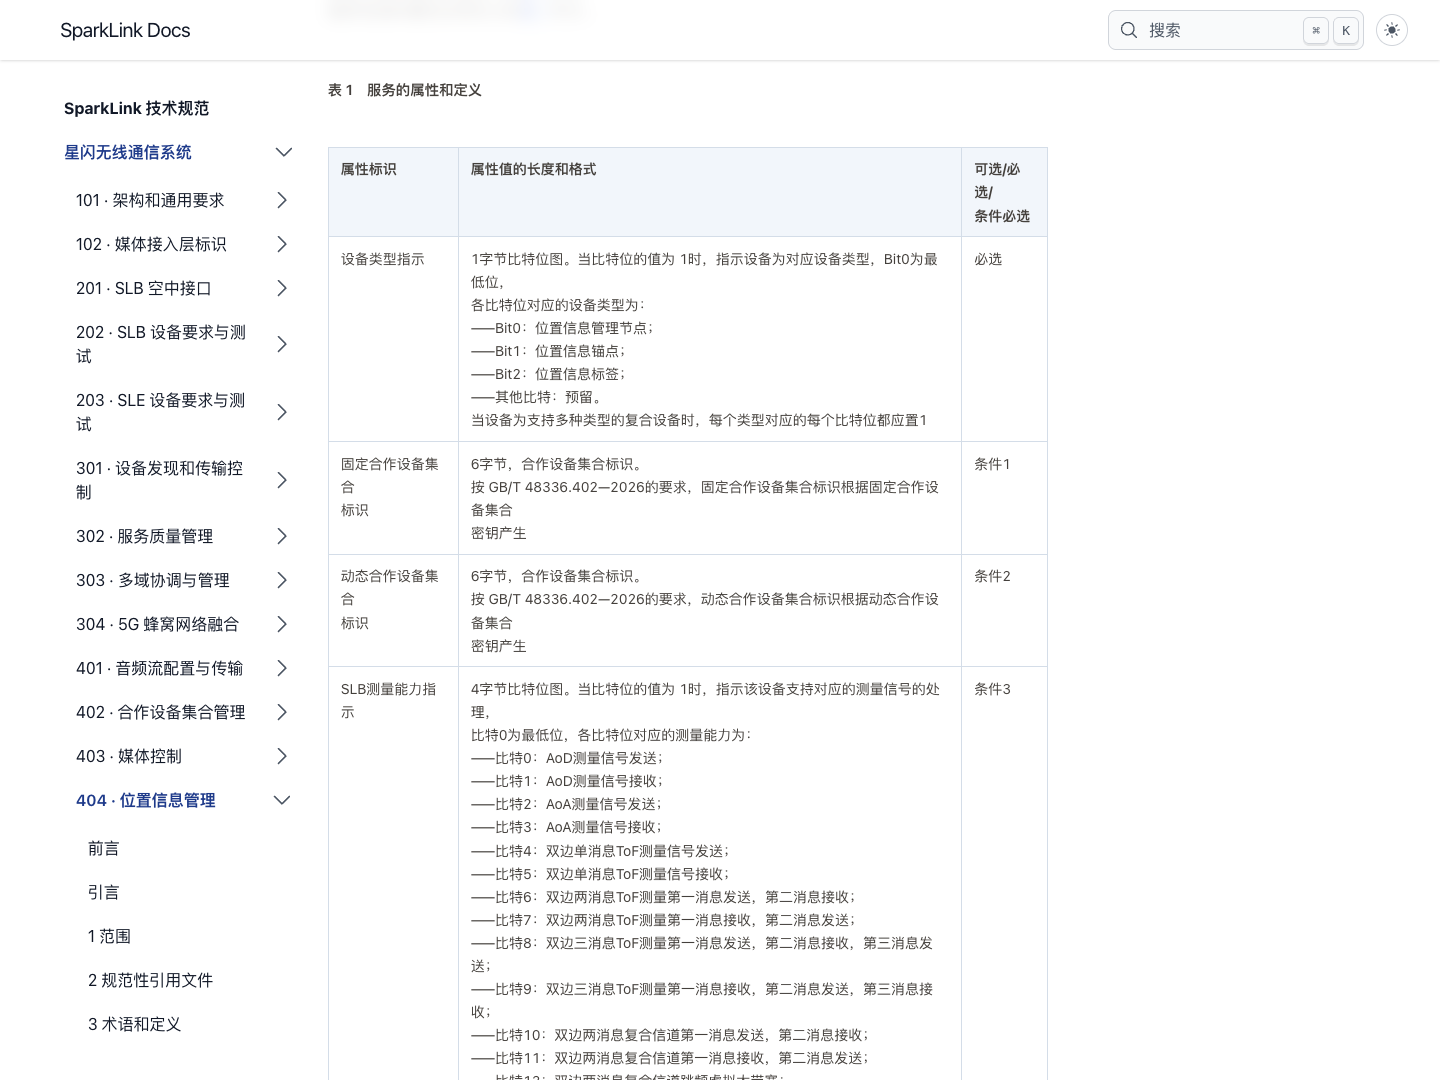 SparkLink Docs
搜索
⌘ K
SparkLink 技术规范
星闪无线通信系统
101 · 架构和通用要求
102 · 媒体接入层标识
201 · SLB 空中接口
202 · SLB 设备要求与测
试
203 · SLE 设备要求与测
试
301 · 设备发现和传输控
制
302 · 服务质量管理
303 · 多域协调与管理
304 · 5G 蜂窝网络融合
401 · 音频流配置与传输
402 · 合作设备集合管理
403 · 媒体控制
404 · 位置信息管理
前言
引言
1 范围
2 规范性引用文件
3 术语和定义
表 1 服务的属性和定义
属性标识
属性值的长度和格式
可选/必
选/
条件必选
设备类型指示
1字节比特位图。当比特位的值为 1时，指示设备为对应设备类型，Bit0为最
低位，
各比特位对应的设备类型为：
——Bit0：位置信息管理节点；
——Bit1：位置信息锚点；
——Bit2：位置信息标签；
——其他比特：预留。
当设备为支持多种类型的复合设备时，每个类型对应的每个比特位都应置1
必选
固定合作设备集
合
标识
6字节，合作设备集合标识。
按 GB/T 48336.402—2026的要求，固定合作设备集合标识根据固定合作设
备集合
密钥产生
条件1
动态合作设备集
合
标识
6字节，合作设备集合标识。
按 GB/T 48336.402—2026的要求，动态合作设备集合标识根据动态合作设
备集合
密钥产生
条件2
SLB测量能力指
示
4字节比特位图。当比特位的值为 1时，指示该设备支持对应的测量信号的处
理，
比特0为最低位，各比特位对应的测量能力为：
——比特0：AoD测量信号发送；
——比特1：AoD测量信号接收；
——比特2：AoA测量信号发送；
——比特3：AoA测量信号接收；
——比特4：双边单消息ToF测量信号发送；
——比特5：双边单消息ToF测量信号接收；
——比特6：双边两消息ToF测量第一消息发送，第二消息接收；
——比特7：双边两消息ToF测量第一消息接收，第二消息发送；
——比特8：双边三消息ToF测量第一消息发送，第二消息接收，第三消息发
送；
——比特9：双边三消息ToF测量第一消息接收，第二消息发送，第三消息接
收；
——比特10：双边两消息复合信道第一消息发送，第二消息接收；
——比特11：双边两消息复合信道第一消息接收，第二消息发送；
条件3